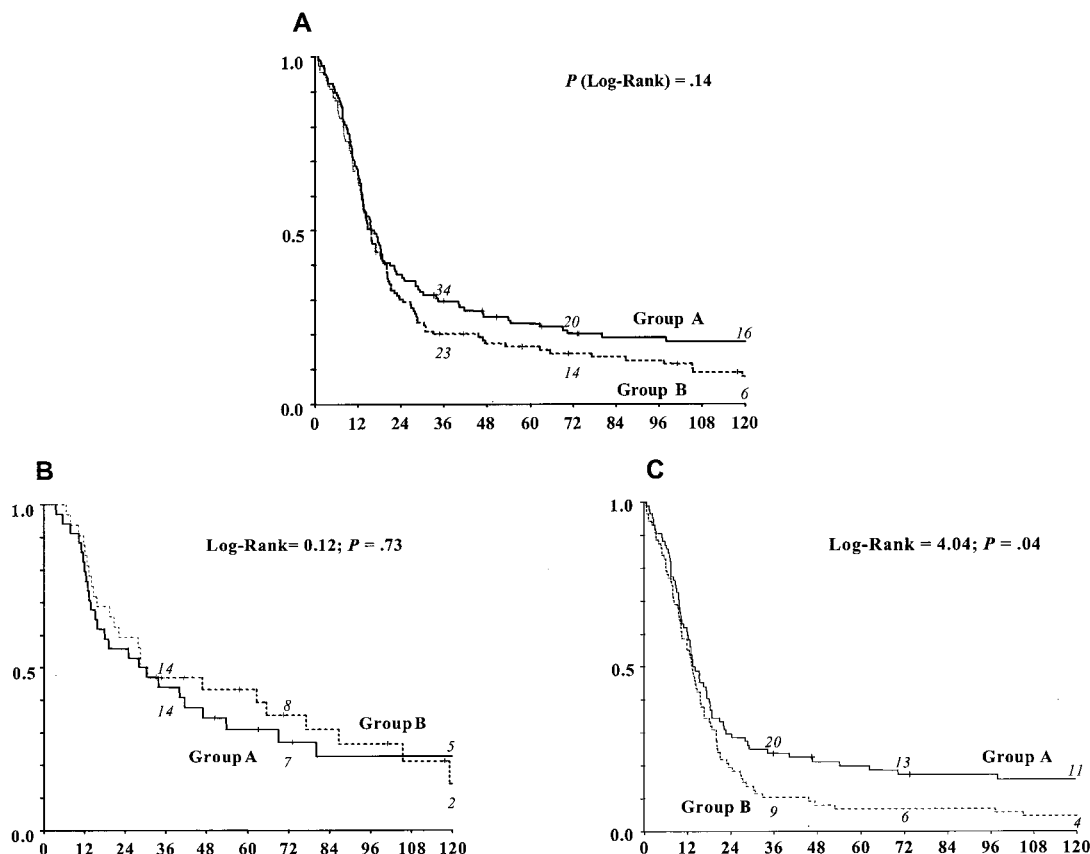 A
1.0
P (Log-Rank) = .14
0.5
34
20
Group A
16
23
14
Group B
6
0.0
0 12 24 36 48 60 72 84 96 108 120
B
1.0
Log-Rank= 0.12; P = .73
0.5
14
14
8
Group B
Group A
7
5
2
0.0
0 12 24 36 48 60 72 84 96 108 120
C
1.0
Log-Rank = 4.04; P = .04
0.5
20
13
Group A
11
Group B
9
6
4
0.0
0 12 24 36 48 60 72 84 96 108 120